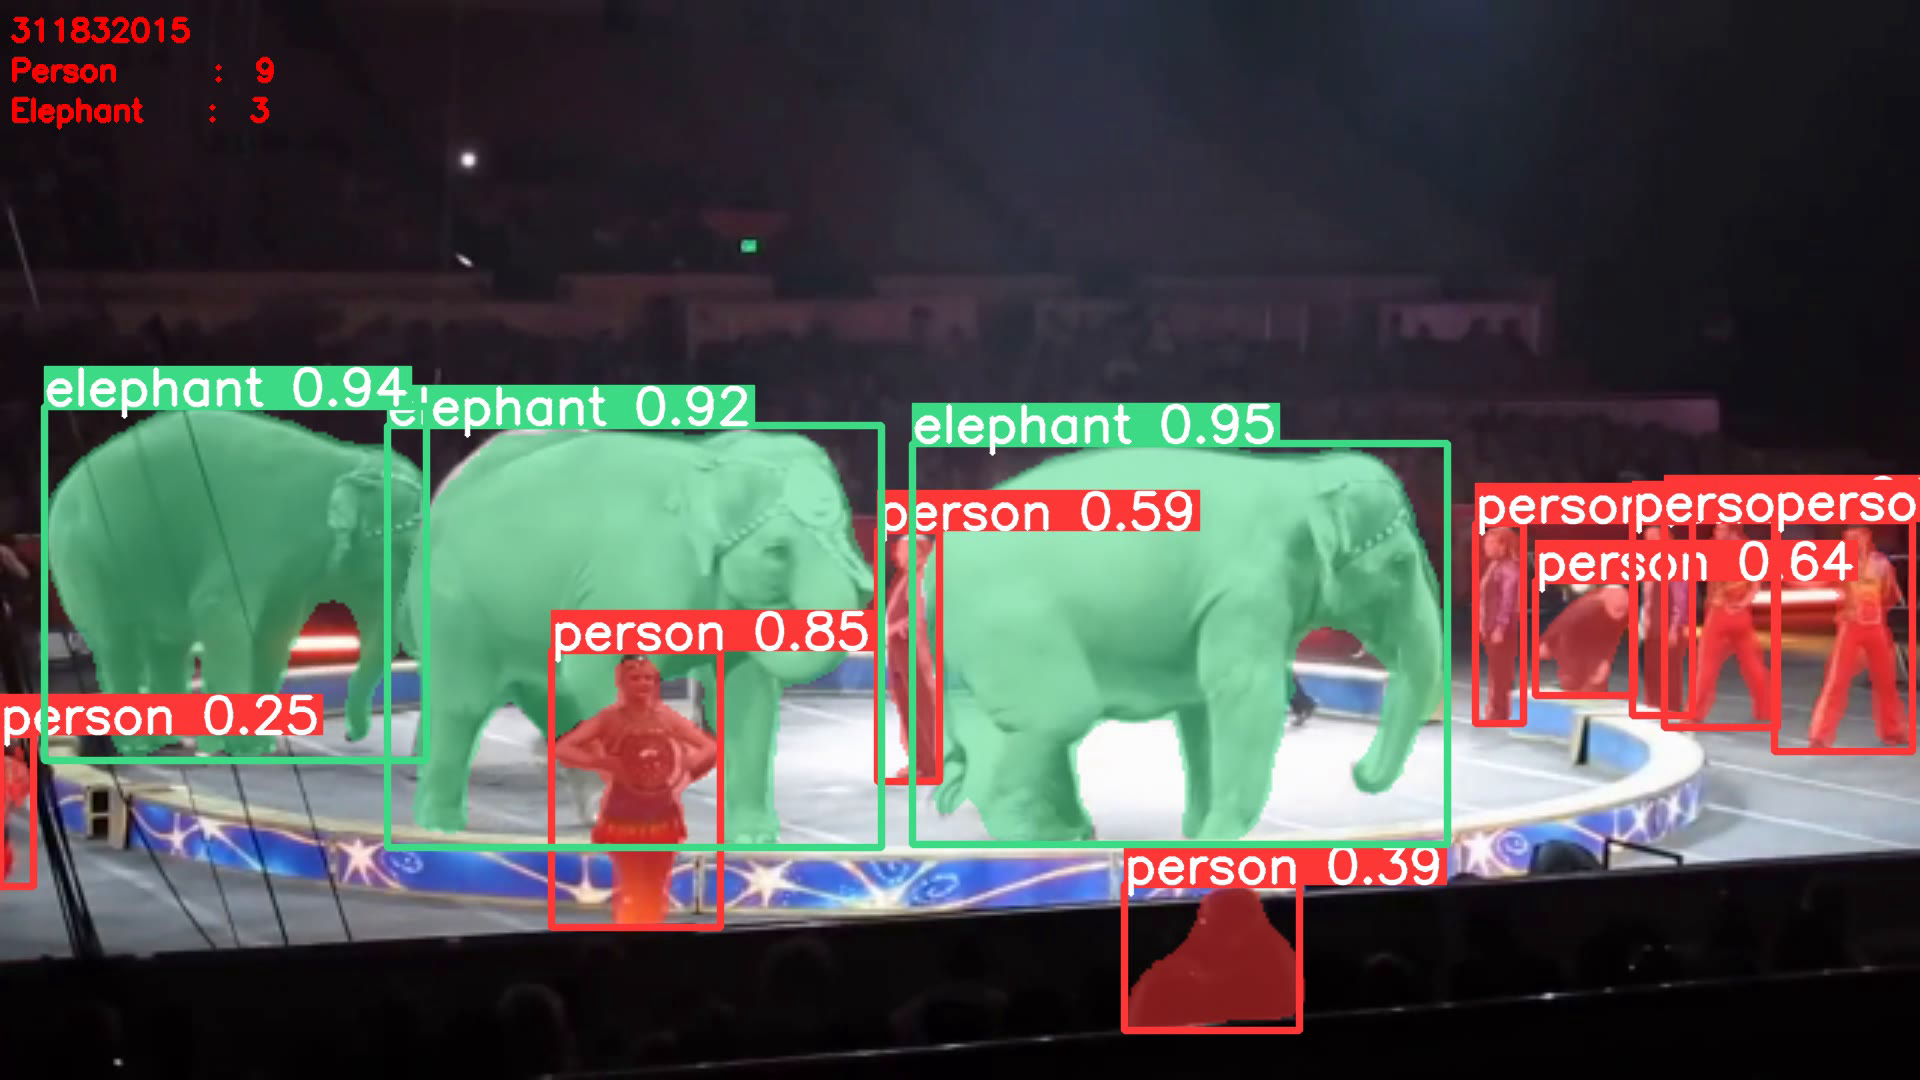 311832015
Person : 9
Elephant : 3
elephant 0.94
elephant 0.92
elephant 0.95
person 0.59
person
perso
perso
person 0.64
person 0.85
person 0.25
person 0.39